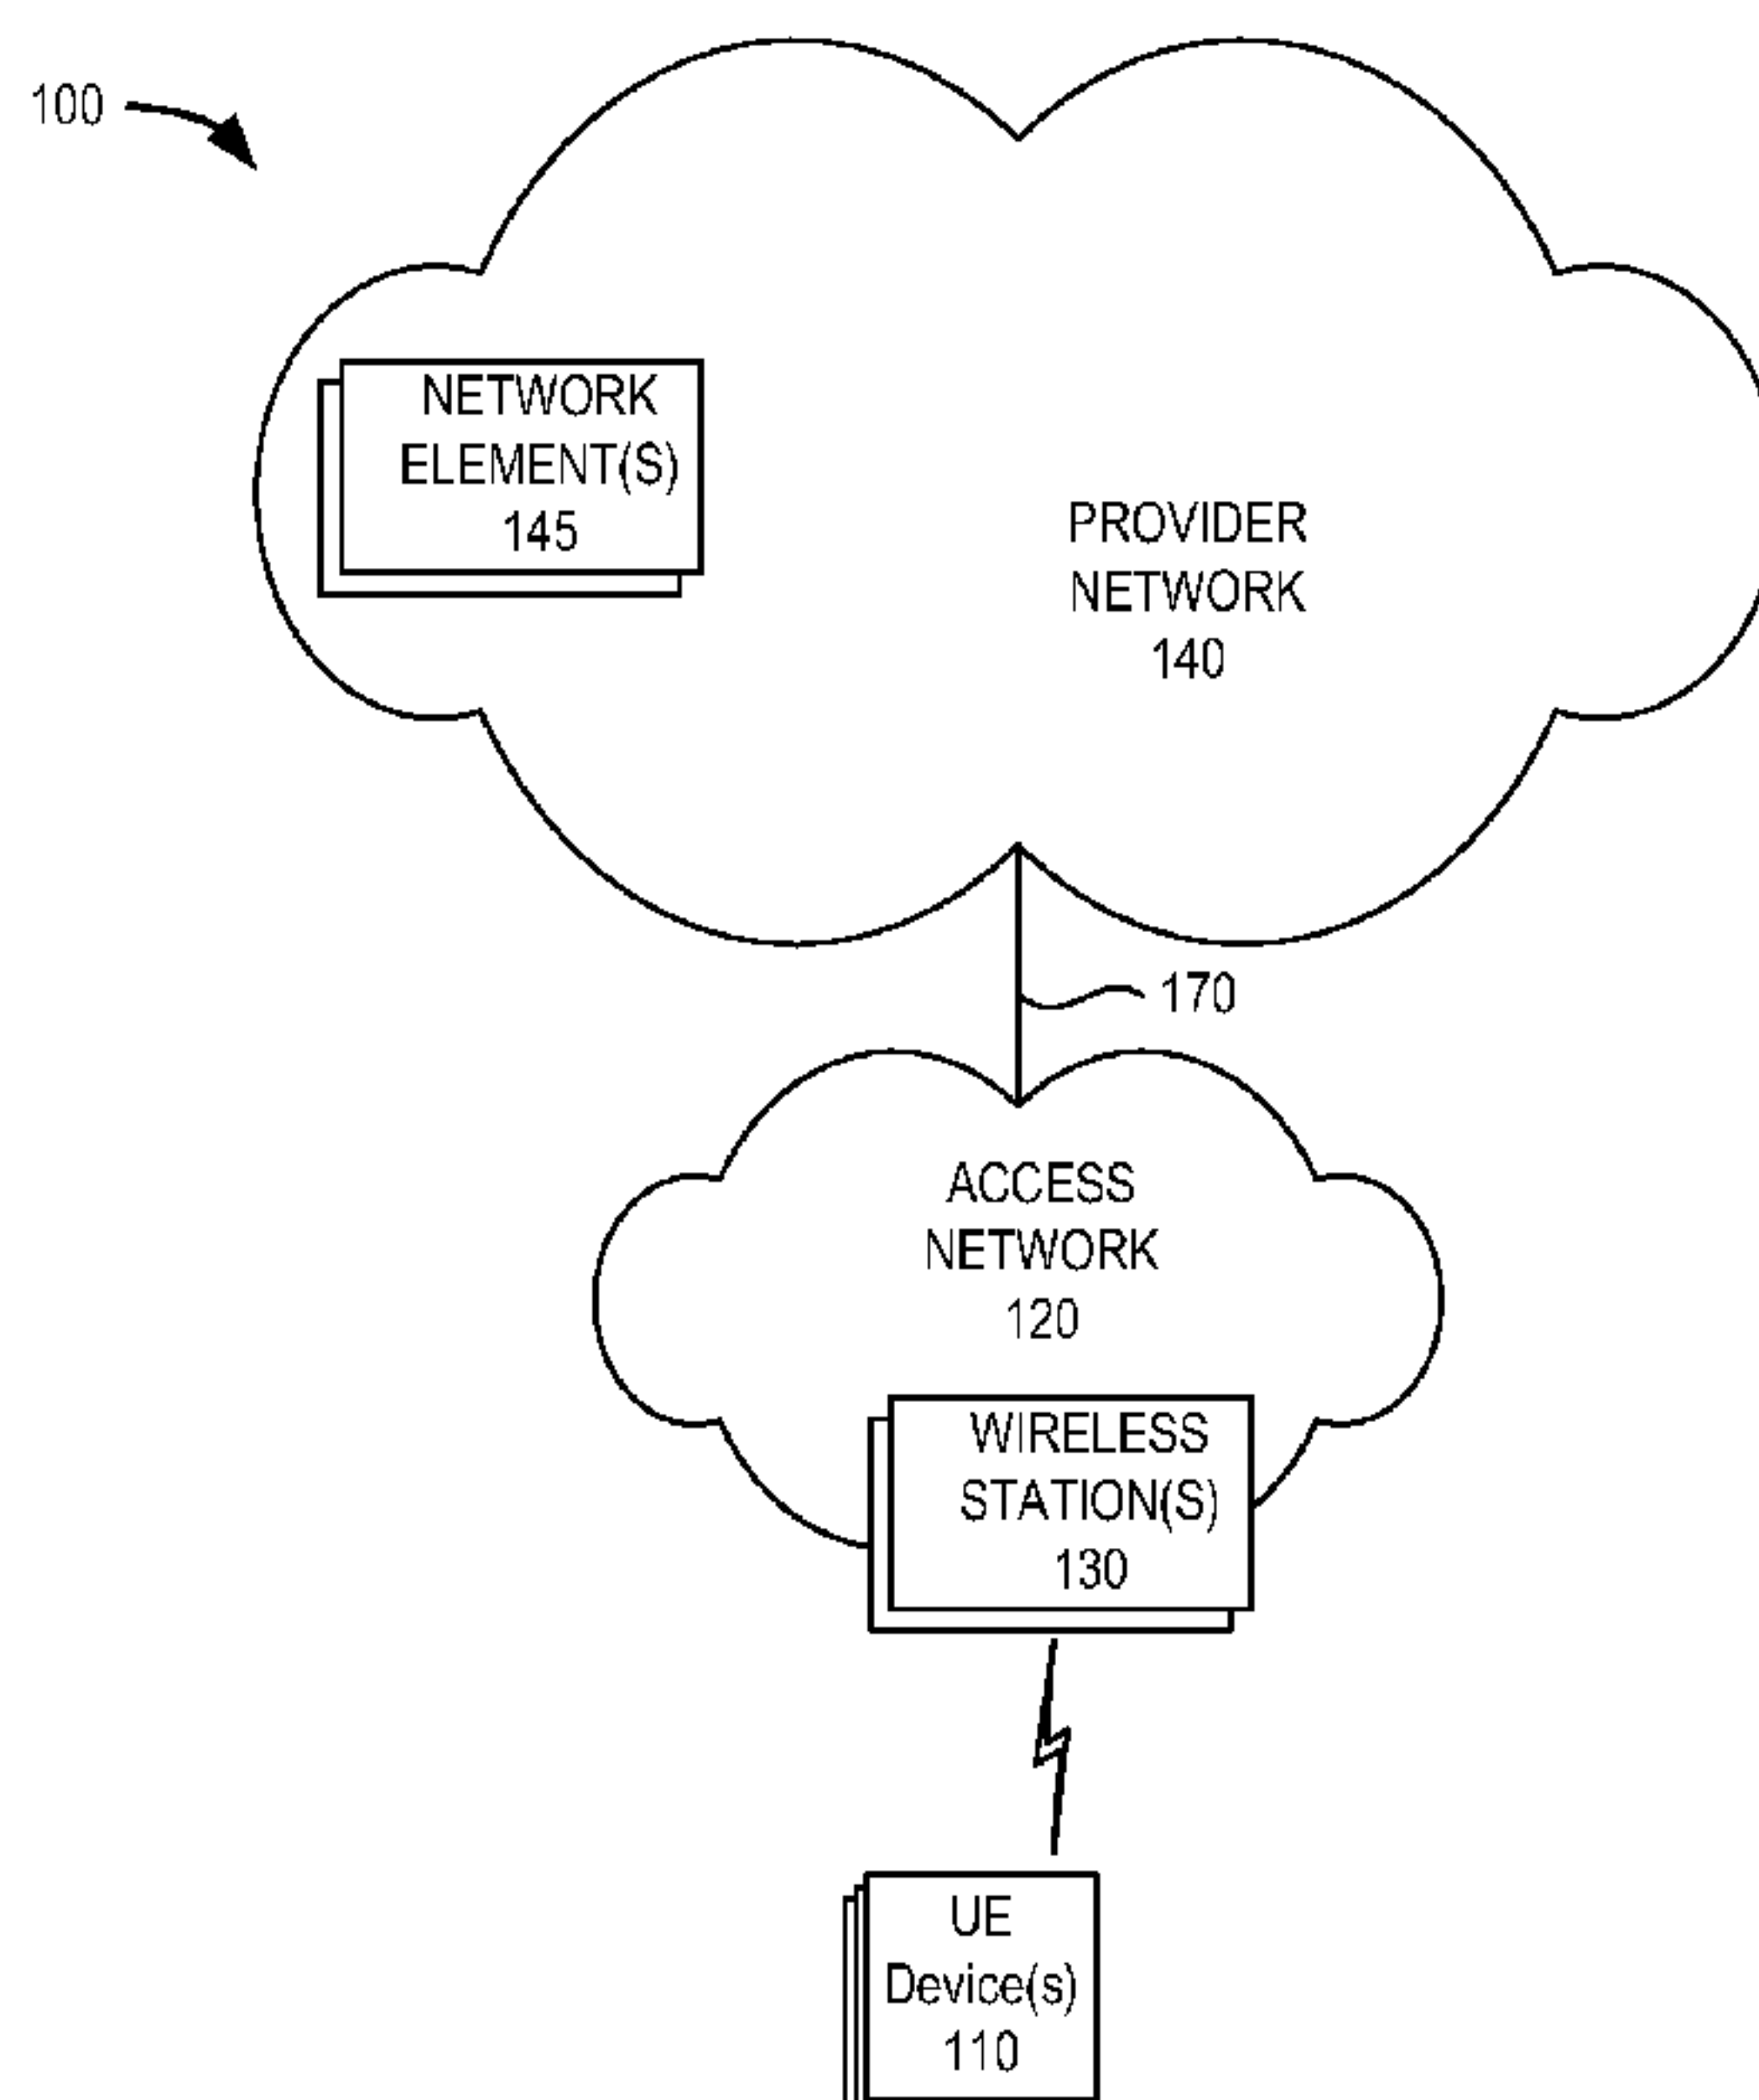 100
NETWORK
ELEMENT(S)
145
PROVIDER
NETWORK
140
170
ACCESS
NETWORK
120
WIRELESS
STATION(S)
130
UE
Device(s)
110